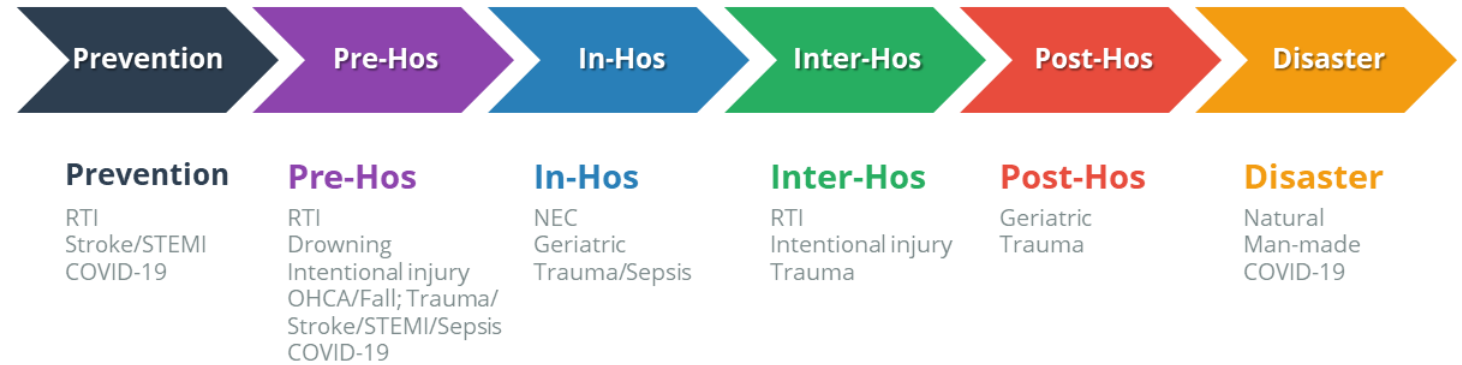 Prevention
Pre-Hos
In-Hos
Inter-Hos
Post-Hos
Disaster
Prevention
RTI
Stroke/STEMI
COVID-19
Pre-Hos
RTI
Drowning
Intentional injury
OHCA/Fall; Trauma/
Stroke/STEMI/Sepsis
COVID-19
In-Hos
NEC
Geriatric
Trauma/Sepsis
Inter-Hos
RTI
Intentional injury
Trauma
Post-Hos
Geriatric
Trauma
Disaster
Natural
Man-made
COVID-19